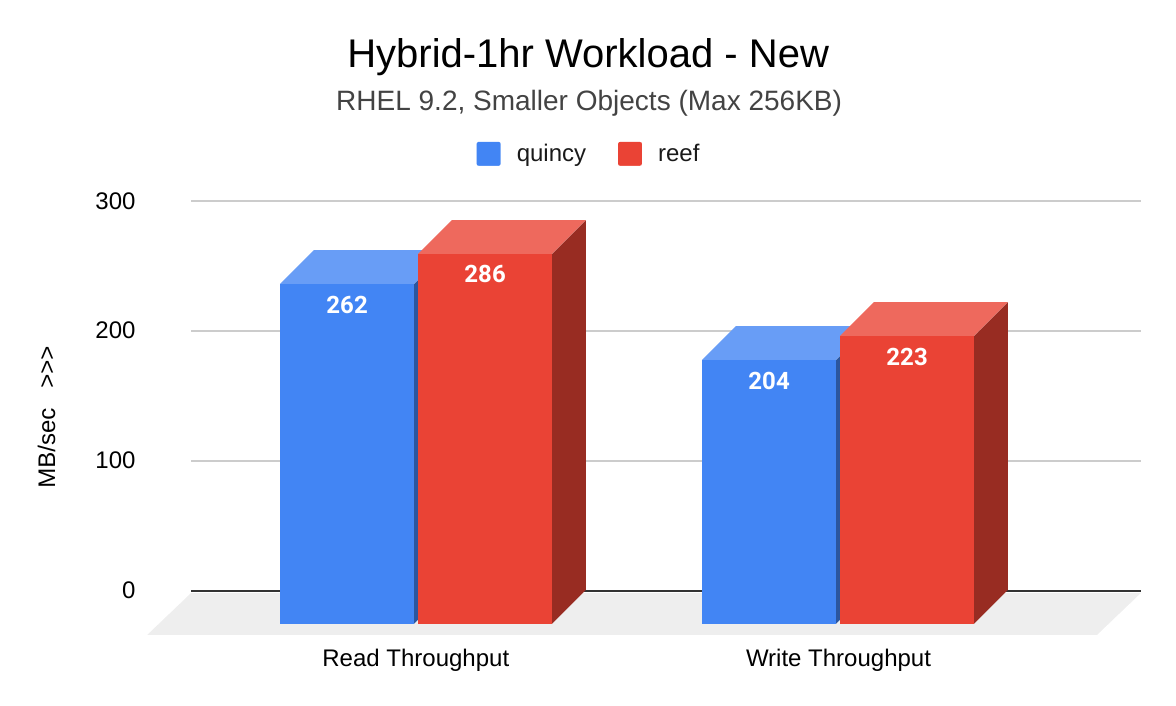 Hybrid-1hr Workload - New
RHEL 9.2, Smaller Objects (Max 256KB)
quincy reef
300
200
100
0
MB/sec >>>
262 286
204 223
Read Throughput Write Throughput